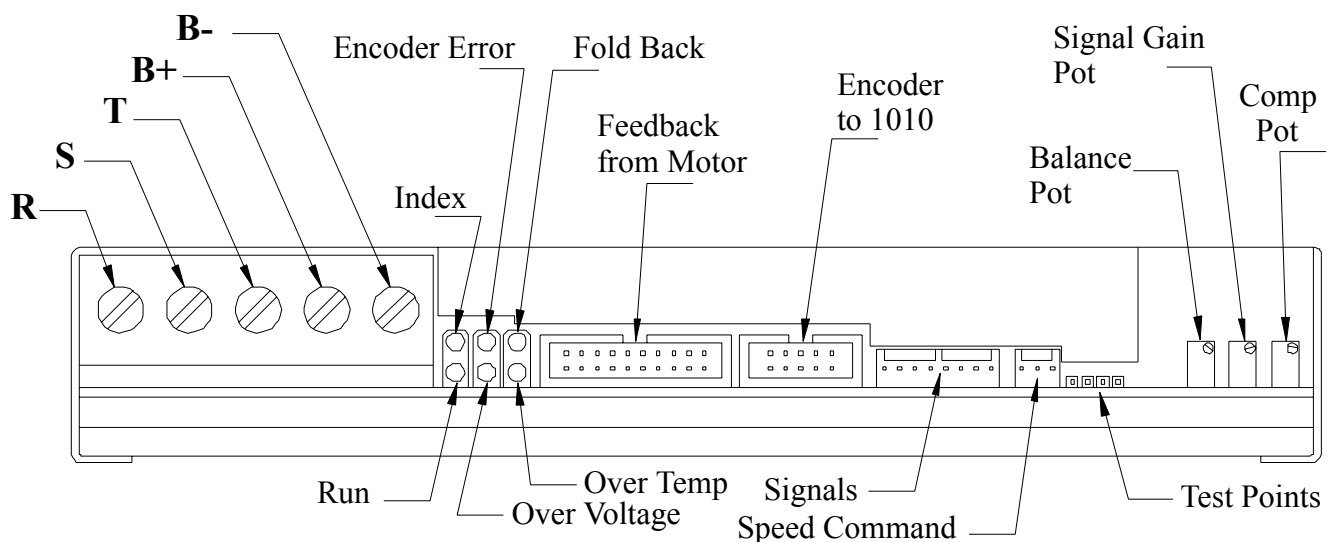 B-
B+
T
S
R
Encoder Error
Fold Back
Index
Feedback
from Motor
Encoder
to 1010
Signal Gain
Pot
Comp
Pot
Balance
Pot
Run
Over Temp
Over Voltage
Signals
Speed Command
Test Points